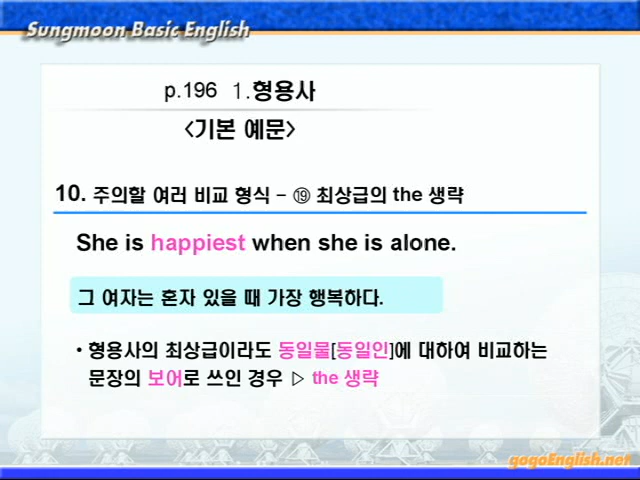 Sungmoon Basic English
p.196 1.형용사
<기본 예문>
10. 주의할 여러 비교 형식 - ⑲ 최상급의 the 생략
She is happiest when she is alone.
그 여자는 혼자 있을 때 가장 행복하다.
• 형용사의 최상급이라도 동일물[동일인]에 대하여 비교하는
문장의 보어로 쓰인 경우 ▷ the 생략
gogoEnglish.net